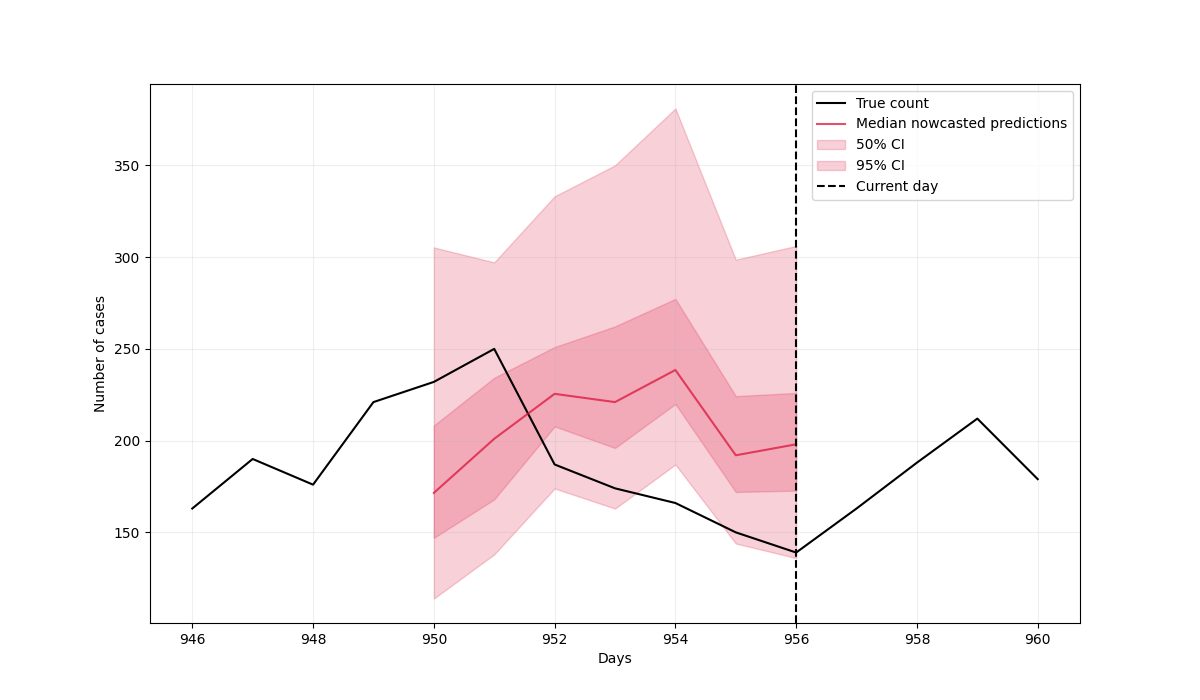 True count
Median nowcasted predictions
50% CI
95% CI
Current day
350
300
250
200
150
Number of cases
946 948 950 952 954 956 958 960
Days